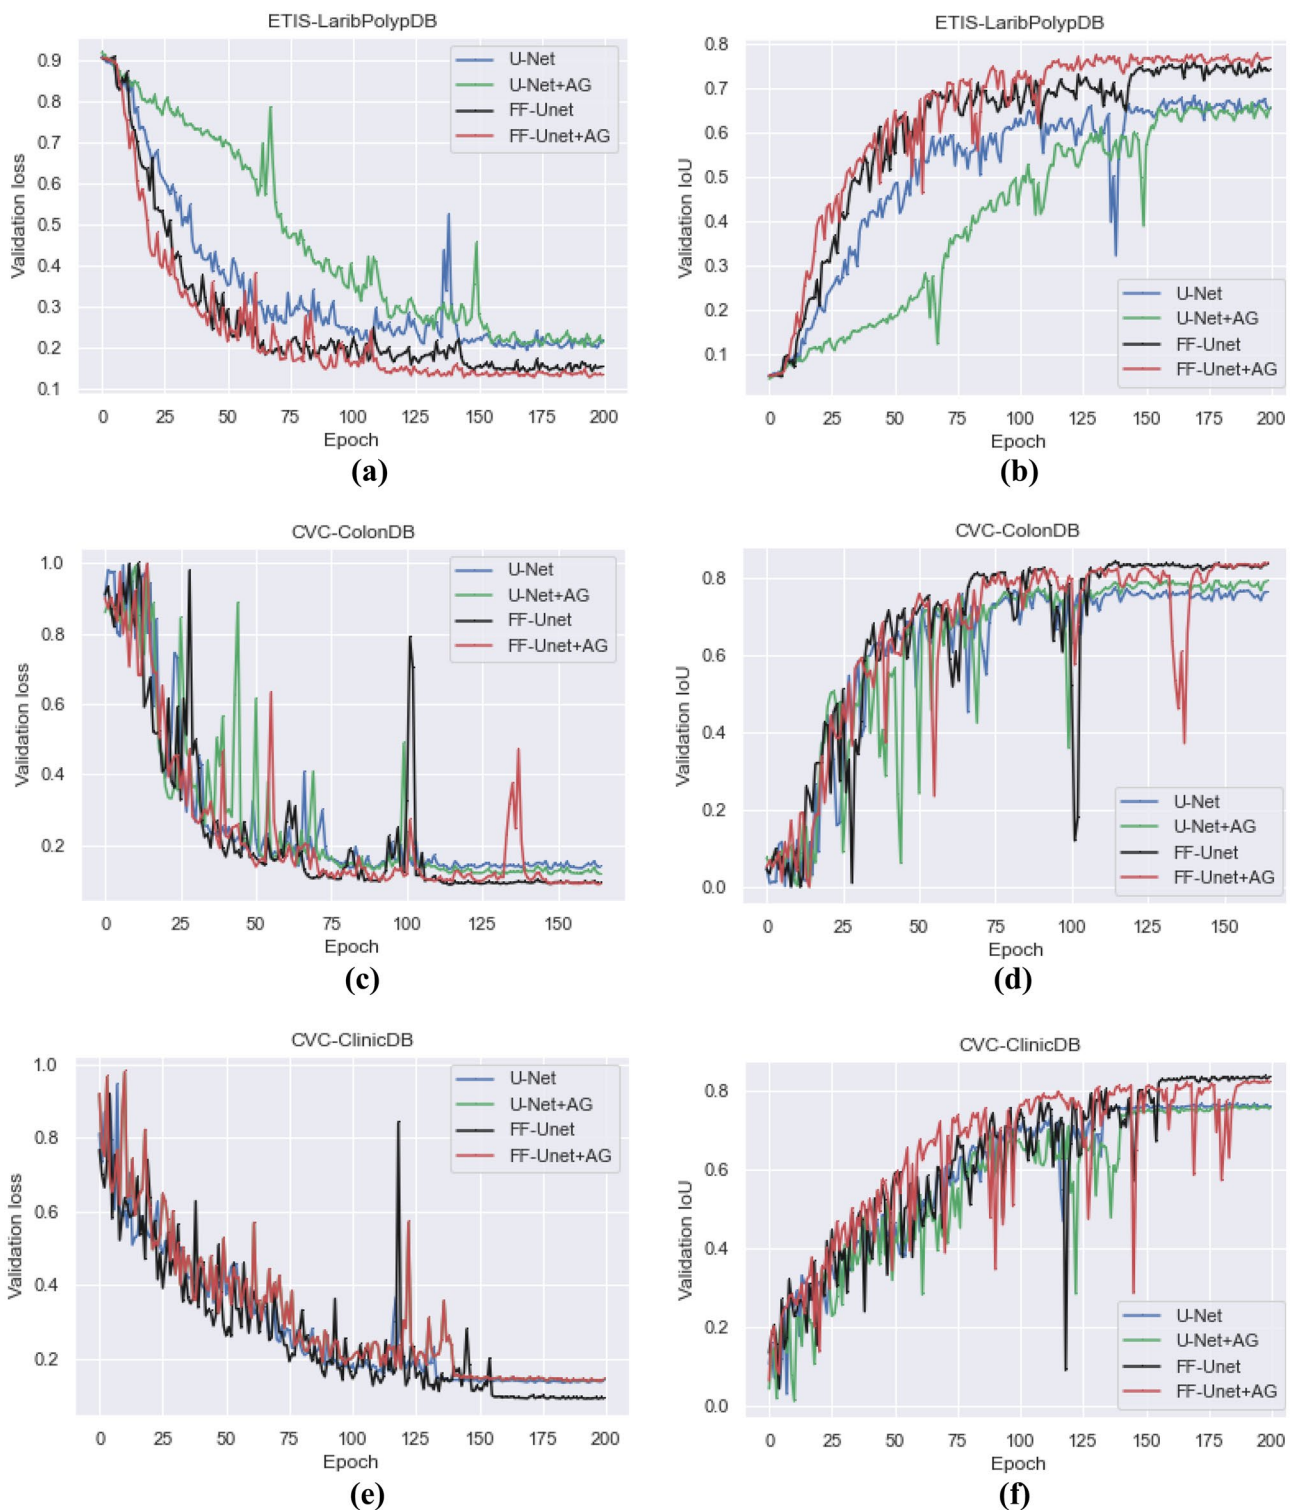 ETIS-LaribPolypDB
0.9
0.8
0.7
0.6
0.5
0.4
0.3
0.2
0.1
Validation loss
U-Net
U-Net+AG
FF-Unet
FF-Unet+AG
0 25 50 75 100 125 150 175 200
Epoch
(a)
ETIS-LaribPolypDB
0.8
0.7
0.6
0.5
0.4
0.3
0.2
0.1
Validation IoU
U-Net
U-Net+AG
FF-Unet
FF-Unet+AG
0 25 50 75 100 125 150 175 200
Epoch
(b)
CVC-ColonDB
1.0
0.8
0.6
0.4
0.2
Validation loss
U-Net
U-Net+AG
FF-Unet
FF-Unet+AG
0 25 50 75 100 125 150
Epoch
(c)
CVC-ColonDB
0.8
0.6
0.4
0.2
0.0
Validation IoU
U-Net
U-Net+AG
FF-Unet
FF-Unet+AG
0 25 50 75 100 125 150
Epoch
(d)
CVC-ClinicDB
1.0
0.8
0.6
0.4
0.2
Validation loss
U-Net
U-Net+AG
FF-Unet
FF-Unet+AG
0 25 50 75 100 125 150 175 200
Epoch
(e)
CVC-ClinicDB
0.8
0.6
0.4
0.2
0.0
Validation IoU
U-Net
U-Net+AG
FF-Unet
FF-Unet+AG
0 25 50 75 100 125 150 175 200
Epoch
(f)